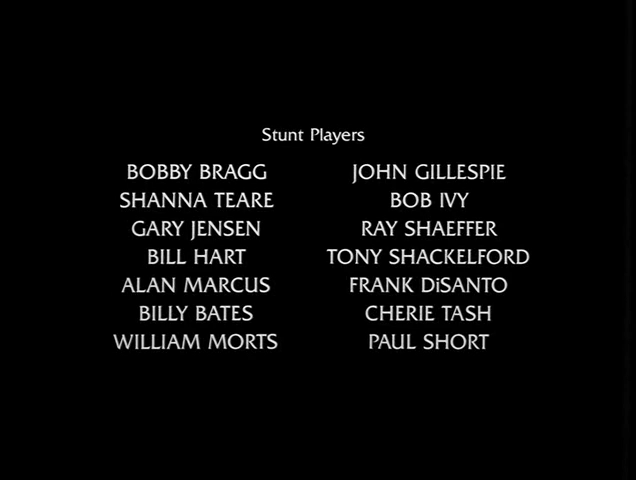 Stunt Players
BOBBY BRAGG JOHN GILLESPIE
SHANNA TEARE BOB IVY
GARY JENSEN RAY SHAEFFER
BILL HART TONY SHACKELFORD
ALAN MARCUS FRANK DiSANTO
BILLY BATES CHERIE TASH
WILLIAM MORTS PAUL SHORT